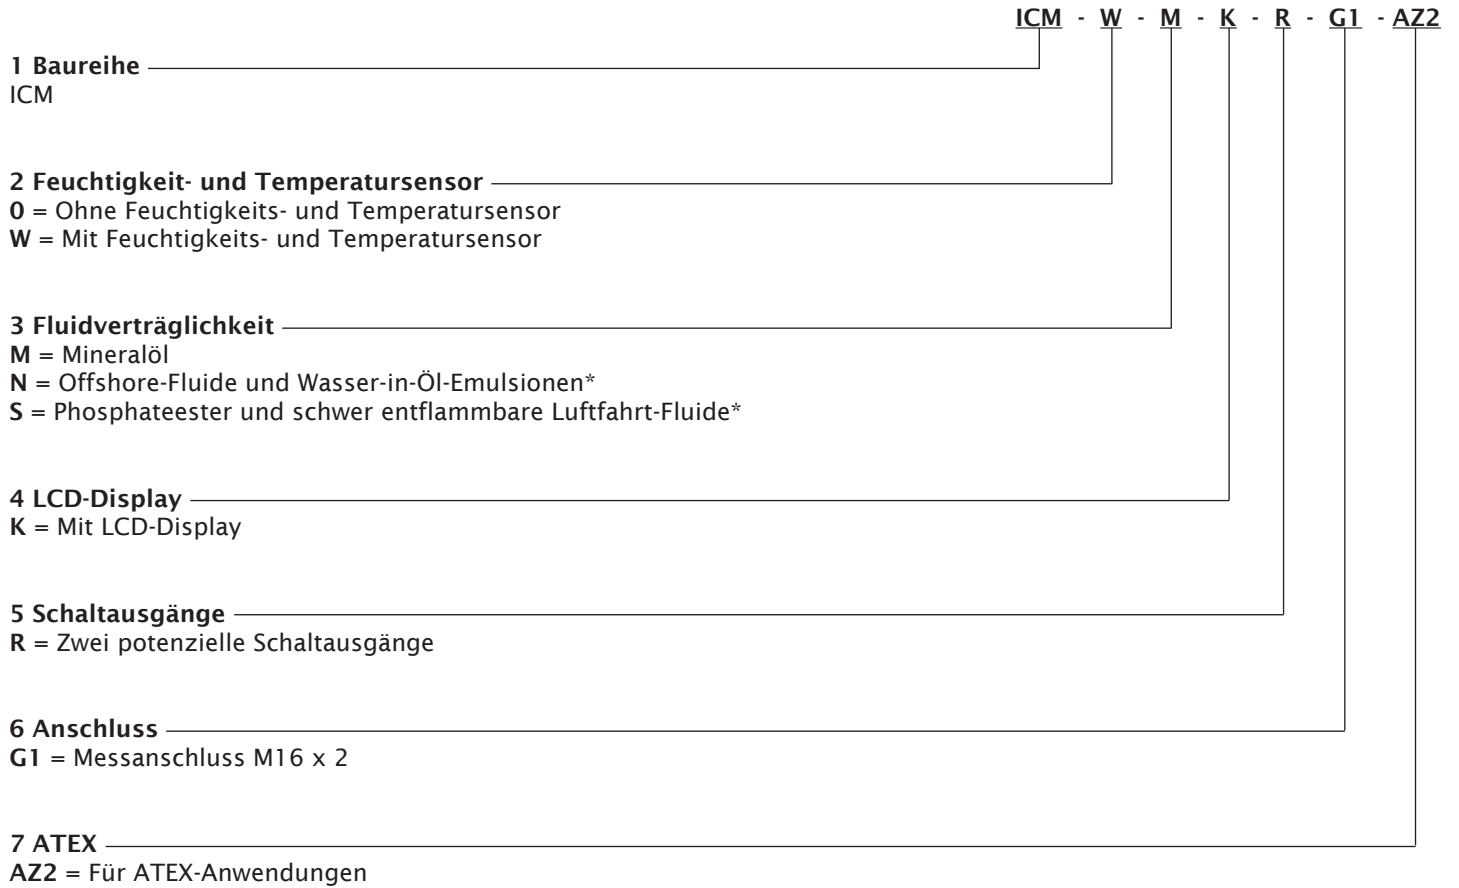 ICM - W - M - K - R - G1 - AZ2
1 Baureihe
ICM
2 Feuchtigkeit- und Temperatursensor
0 = Ohne Feuchtigkeits- und Temperatursensor
W = Mit Feuchtigkeits- und Temperatursensor
3 Fluidverträglichkeit
M = Mineralöl
N = Offshore-Fluide und Wasser-in-Öl-Emulsionen*
S = Phosphateester und schwer entflammbare Luftfahrt-Fluide*
4 LCD-Display
K = Mit LCD-Display
5 Schaltausgänge
R = Zwei potenzielle Schaltausgänge
6 Anschluss
G1 = Messanschluss M16 x 2
7 ATEX
AZ2 = Für ATEX-Anwendungen